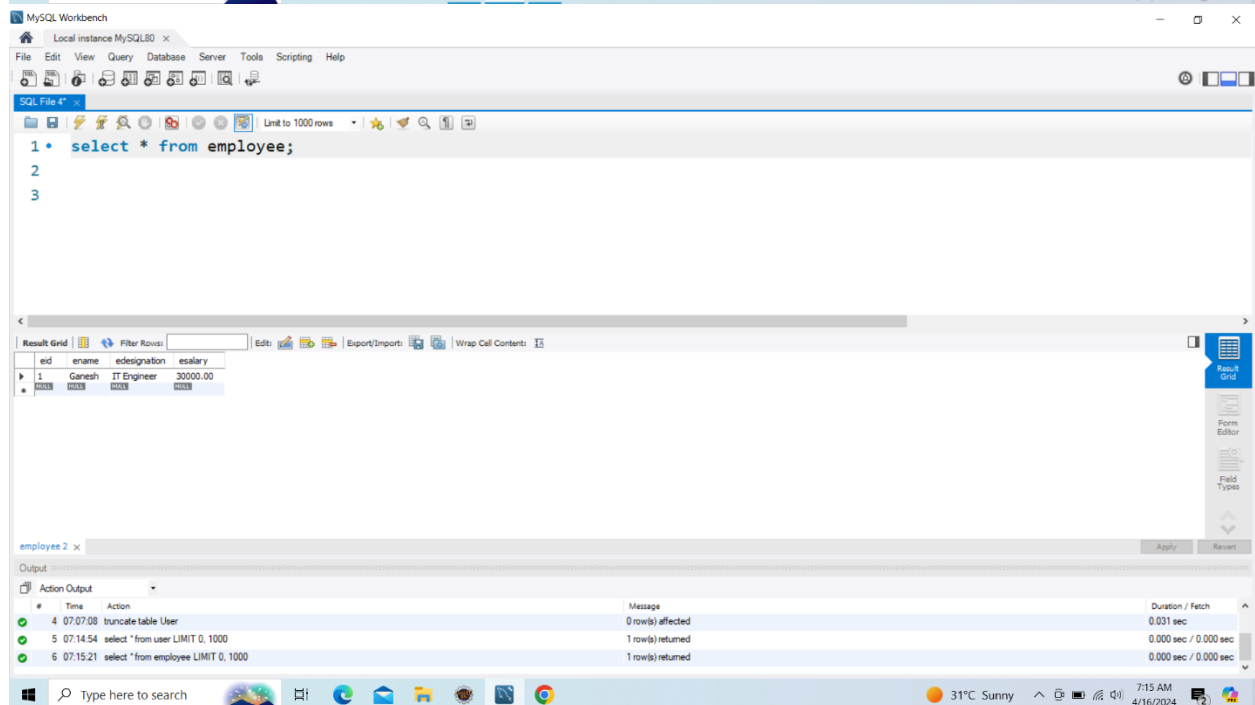 MySQL Workbench
Local instance MySQL80
File Edit View Query Database Server Tools Scripting Help
SQL File 4*
Limit to 1000 rows
1 select * from employee;
2
3
Result Grid Filter Rows: Edit: Export/Import: Wrap Cell Content:
eid ename edesignation esalary
1 Ganesh IT Engineer 30000.00
NULL NULL NULL NULL
Result Grid
Form Editor
Field Types
employee 2
Apply Revert
Output
Action Output
# Time Action Message Duration / Fetch
4 07:07:08 truncate table User 0 row(s) affected 0.031 sec
5 07:14:54 select * from user LIMIT 0, 1000 1 row(s) returned 0.000 sec / 0.000 sec
6 07:15:21 select * from employee LIMIT 0, 1000 1 row(s) returned 0.000 sec / 0.000 sec
Type here to search
31°C Sunny
7:15 AM
4/16/2024
2